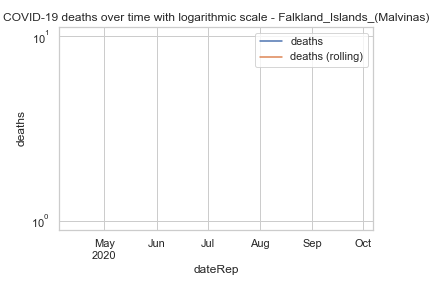 COVID-19 deaths over time with logarithmic scale - Falkland_Islands_(Malvinas)
10¹
deaths
deaths (rolling)
deaths
10⁰
May Jun Jul Aug Sep Oct
2020
dateRep